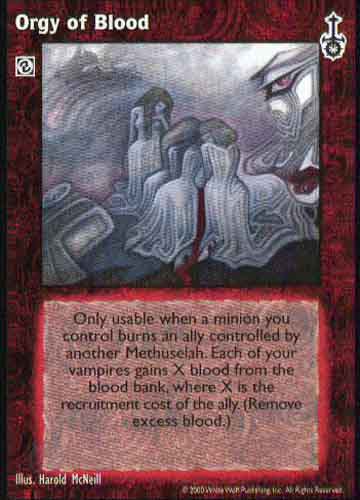 Orgy of Blood
Only usable when a minion you
control burns an ally controlled by
another Methuselah. Each of your
vampires gains X blood from the
blood bank, where X is the
recruitment cost of the ally. (Remove
excess blood.)
Illus. Harold McNeill
© 2000 White Wolf Publishing, Inc. All Rights Reserved.